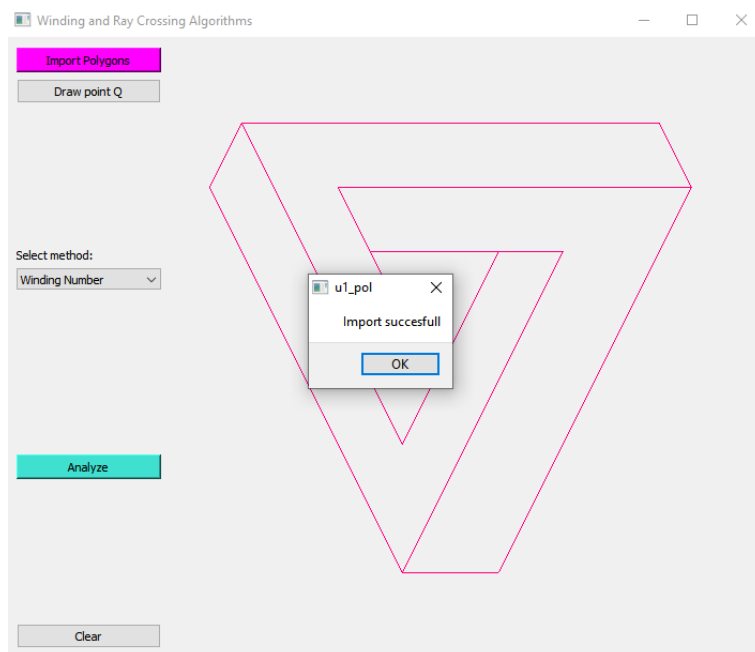 Winding and Ray Crossing Algorithms
Import Polygons
Draw point Q
Select method:
Winding Number
u1_pol
Import succesfull
OK
Analyze
Clear